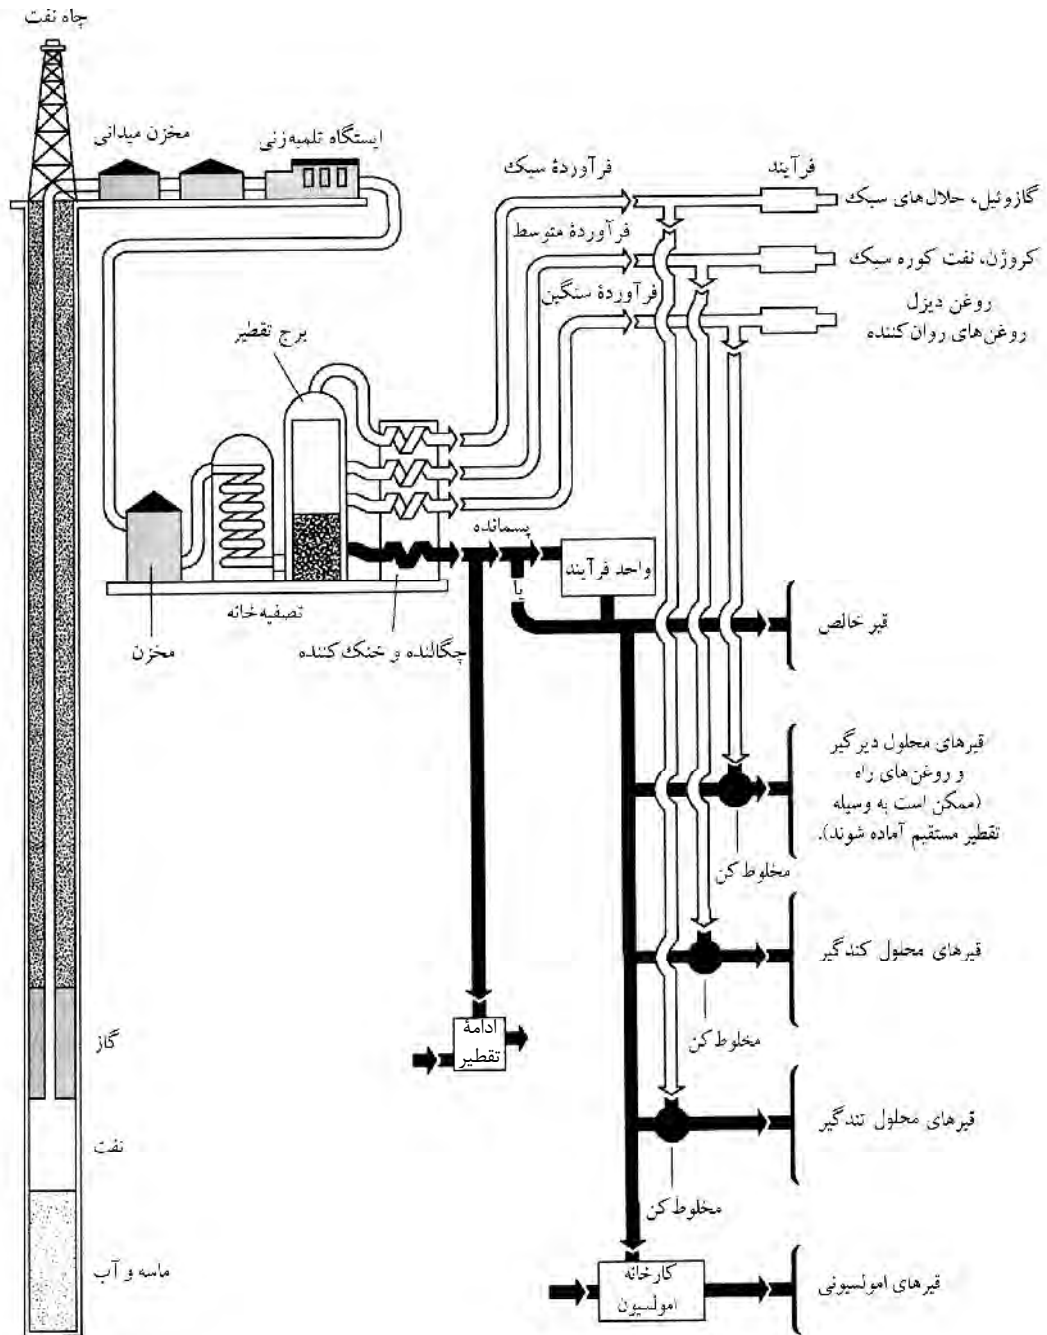 چاه نفت
مخزن میدانی
ایستگاه تلمبه‌زنی
فرآوردهٔ سبک
فرآیند
گازوئیل، حلال‌های سبک
فرآوردهٔ متوسط
کروژن، نفت کوره سبک
فرآوردهٔ سنگین
روغن دیزل
روغن‌های روان‌کننده
برج تقطیر
پسمانده
واحد فرآیند
یا
تصفیه‌خانه
مخزن
چگالنده و خنک‌کننده
قیر خالص
قیرهای محلول دیرگیر
و روغن‌های راه
(ممکن است به وسیله
تقطیر مستقیم آماده شوند).
مخلوط‌کن
قیرهای محلول کندگیر
مخلوط‌کن
ادامهٔ
تقطیر
گاز
قیرهای محلول تندگیر
نفت
مخلوط‌کن
ماسه و آب
کارخانه
امولسیون
قیرهای امولسیونی